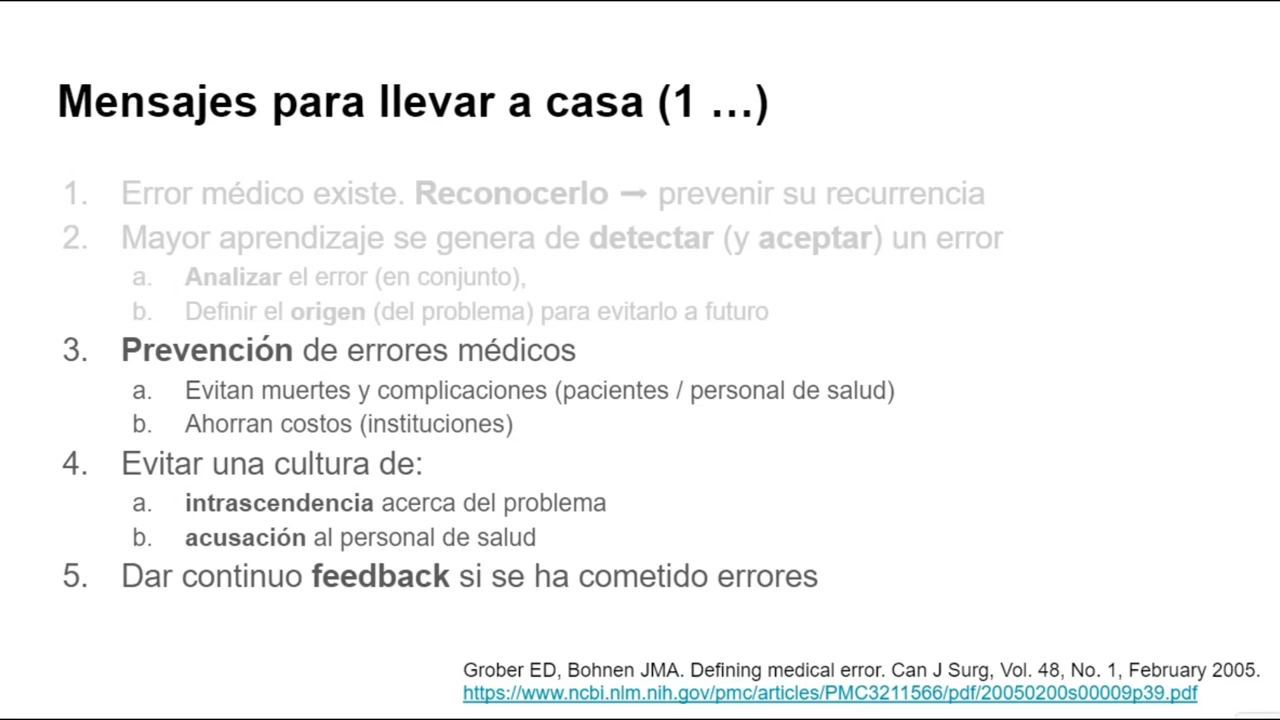 Mensajes para llevar a casa (1 ...)
1. Error médico existe. Reconocerlo → prevenir su recurrencia
2. Mayor aprendizaje se genera de detectar (y aceptar) un error
a. Analizar el error (en conjunto),
b. Definir el origen (del problema) para evitarlo a futuro
3. Prevención de errores médicos
a. Evitan muertes y complicaciones (pacientes / personal de salud)
b. Ahorran costos (instituciones)
4. Evitar una cultura de:
a. intrascendencia acerca del problema
b. acusación al personal de salud
5. Dar continuo feedback si se ha cometido errores
Grober ED, Bohnen JMA. Defining medical error. Can J Surg, Vol. 48, No. 1, February 2005.
https://www.ncbi.nlm.nih.gov/pmc/articles/PMC3211566/pdf/20050200s00009p39.pdf